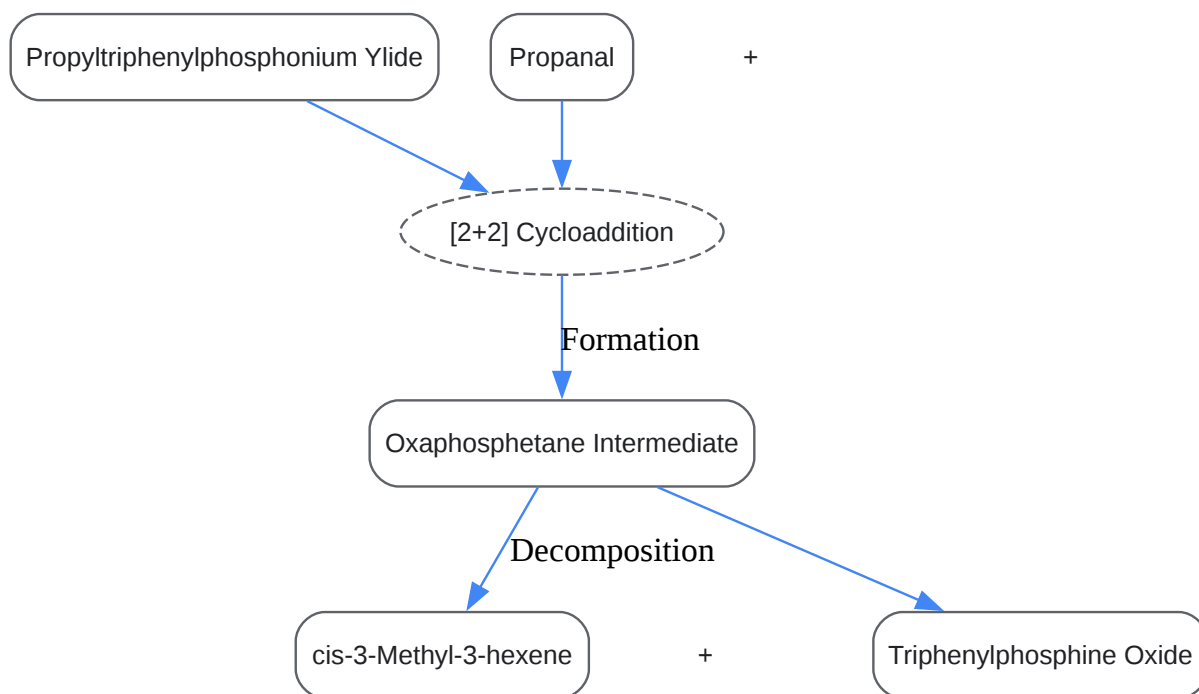 Propyltriphenylphosphonium Ylide
Propanal
+
[2+2] Cycloaddition
Formation
Oxaphosphetane Intermediate
Decomposition
cis-3-Methyl-3-hexene
+
Triphenylphosphine Oxide